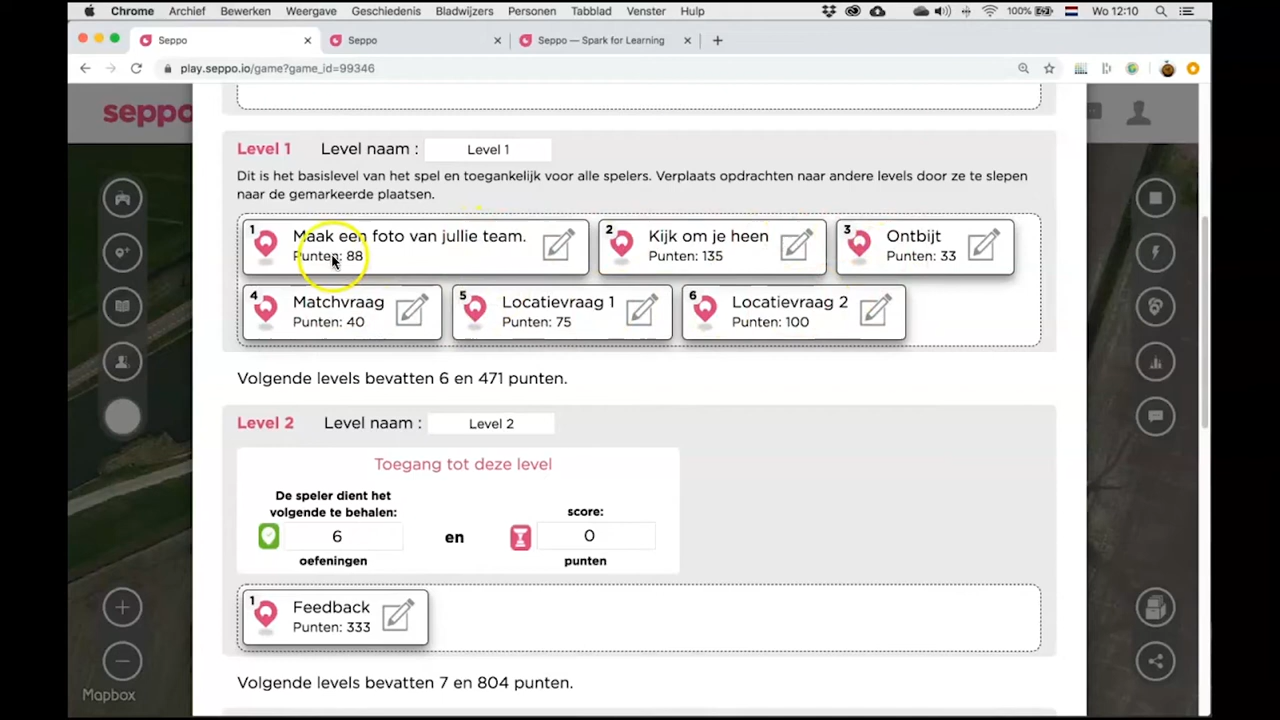 Chrome Archief Bewerken Weergave Geschiedenis Bladwijzers Personen Tabblad Venster Hulp 100% Wo 12:10
Seppo Seppo Seppo — Spark for Learning
play.seppo.io/game?game_id=99346
seppo
Level 1 Level naam : Level 1
Dit is het basislevel van het spel en toegankelijk voor alle spelers. Verplaats opdrachten naar andere levels door ze te slepen
naar de gemarkeerde plaatsen.
1 Maak een foto van jullie team. 2 Kijk om je heen 3 Ontbijt
Punten: 88 Punten: 135 Punten: 33
4 Matchvraag 5 Locatievraag 1 6 Locatievraag 2
Punten: 40 Punten: 75 Punten: 100
Volgende levels bevatten 6 en 471 punten.
Level 2 Level naam : Level 2
Toegang tot deze level
De speler dient het
volgende te behalen: score:
6 en 0
oefeningen punten
1 Feedback
Punten: 333
Volgende levels bevatten 7 en 804 punten.
Mapbox